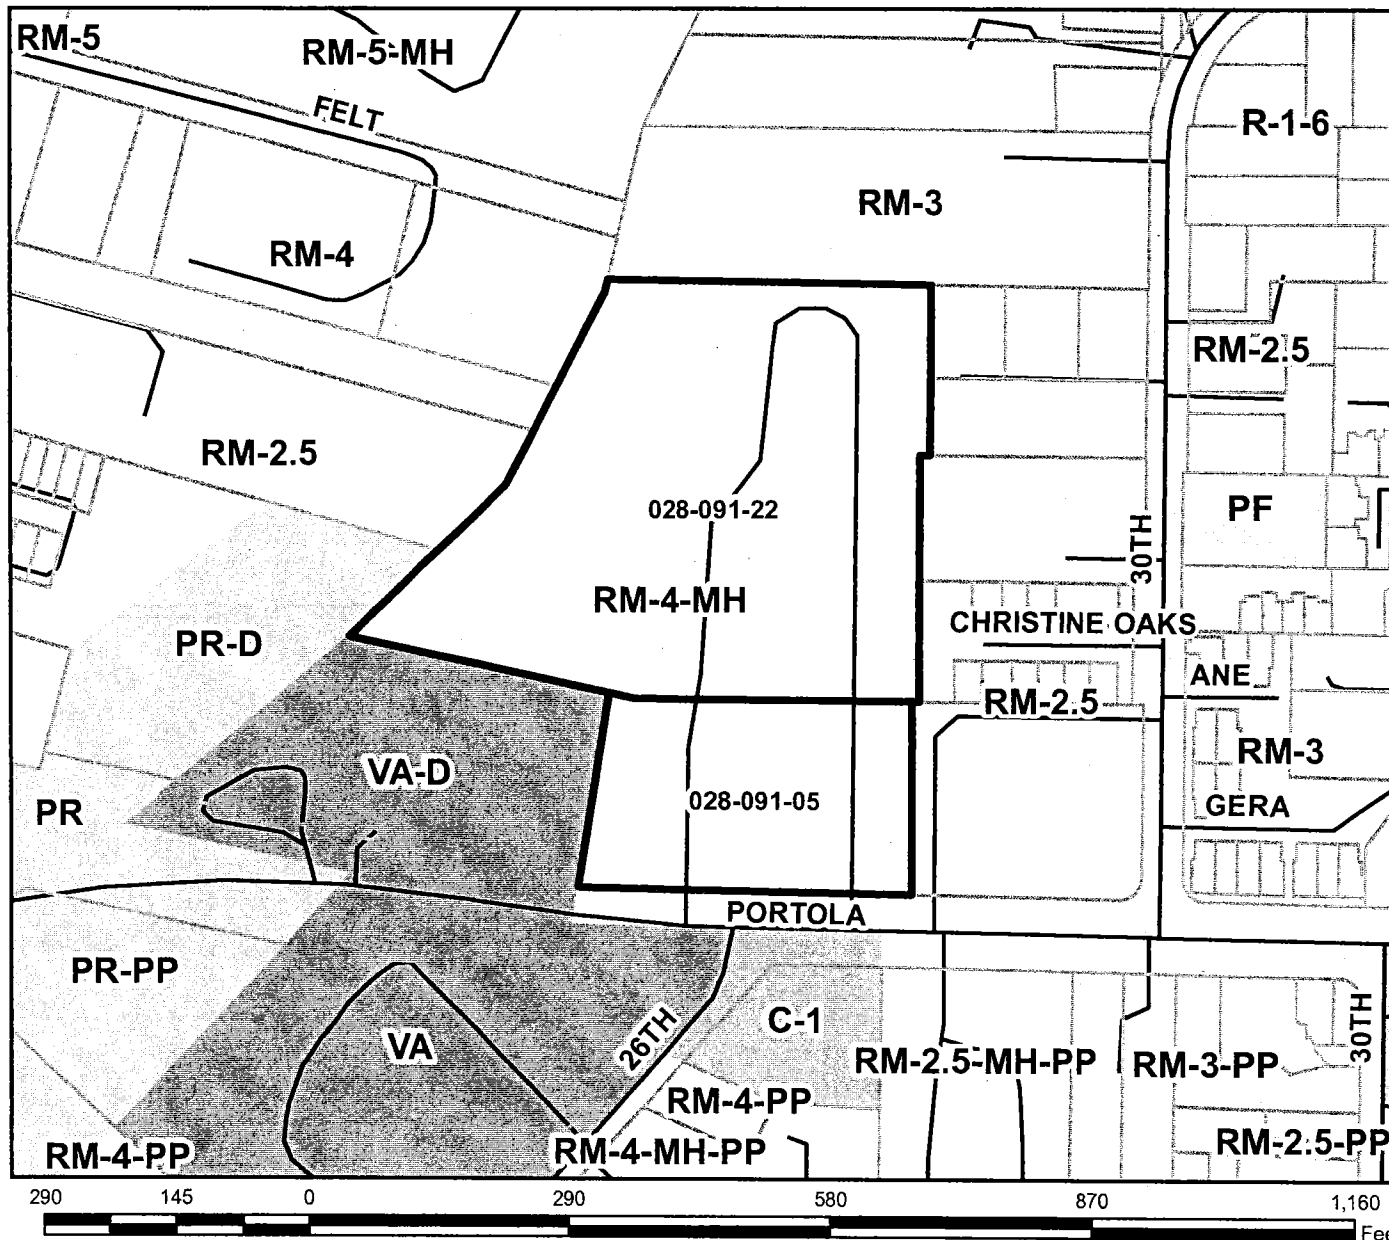 RM-5
RM-5-MH
FELT
R-1-6
RM-3
RM-4
RM-2.5
RM-2.5
028-091-22
PF
30TH
RM-4-MH
CHRISTINE OAKS
PR-D
ANE
RM-2.5
RM-3
VA-D
028-091-05
GERA
PR
PORTOLA
PR-PP
C-1
30TH
26TH
VA
RM-2.5-MH-PP
RM-3-PP
RM-4-PP
RM-2.5-PP
RM-4-MH-PP
RM-4-PP
290 145 0 290 580 870 1,160
Fee